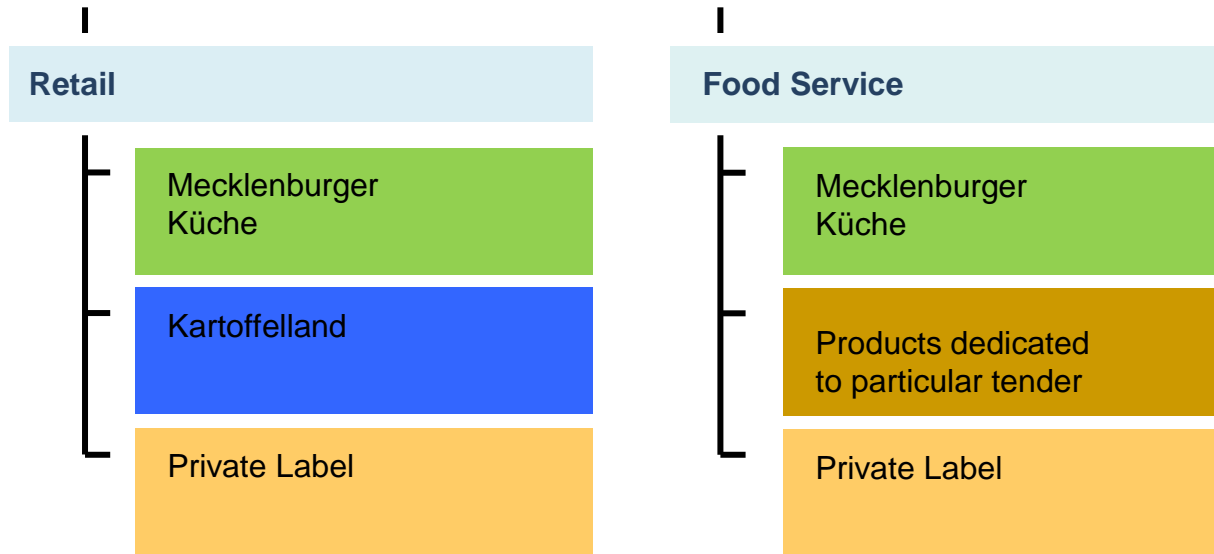 Retail
Mecklenburger
Küche
Kartoffelland
Private Label
Food Service
Mecklenburger
Küche
Products dedicated
to particular tender
Private Label